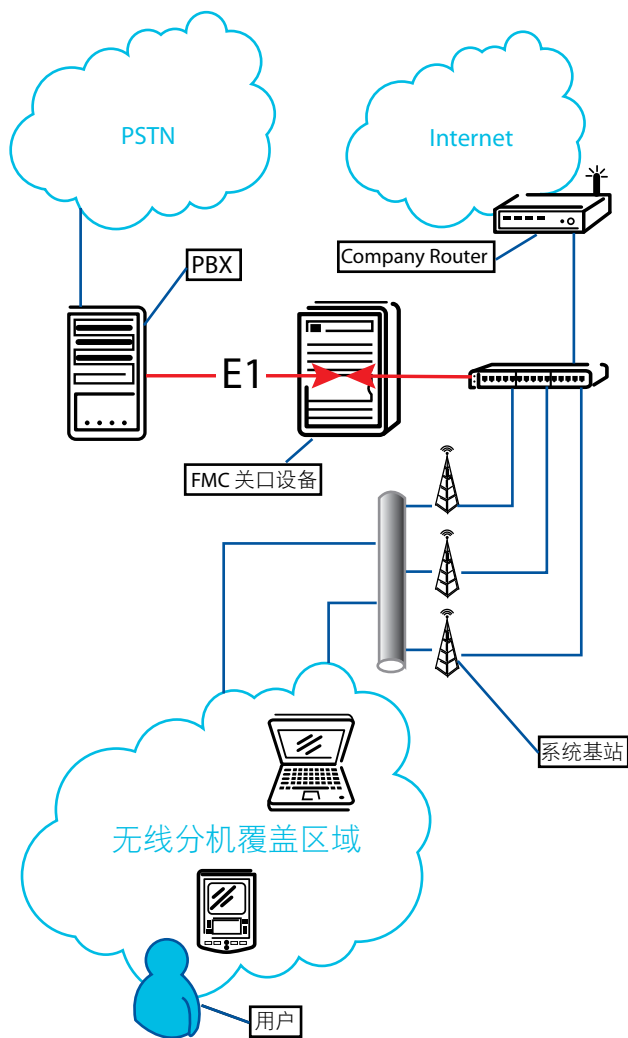 PSTN
Internet
Company Router
PBX
E1
FMC 关口设备
系统基站
无线分机覆盖区域
用户